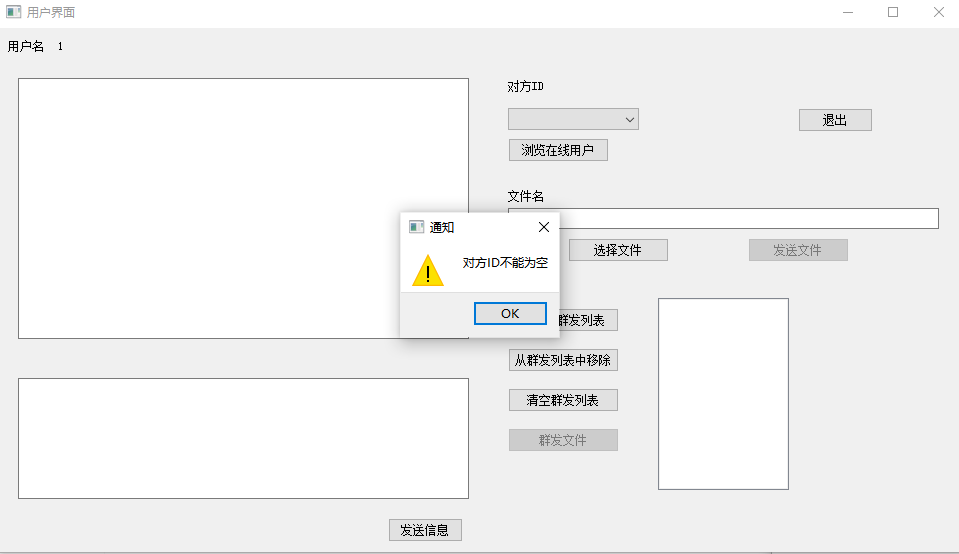 用户界面
用户名 1
对方ID
退出
浏览在线用户
文件名
通知
对方ID不能为空
OK
选择文件
发送文件
群发列表
从群发列表中移除
清空群发列表
群发文件
发送信息